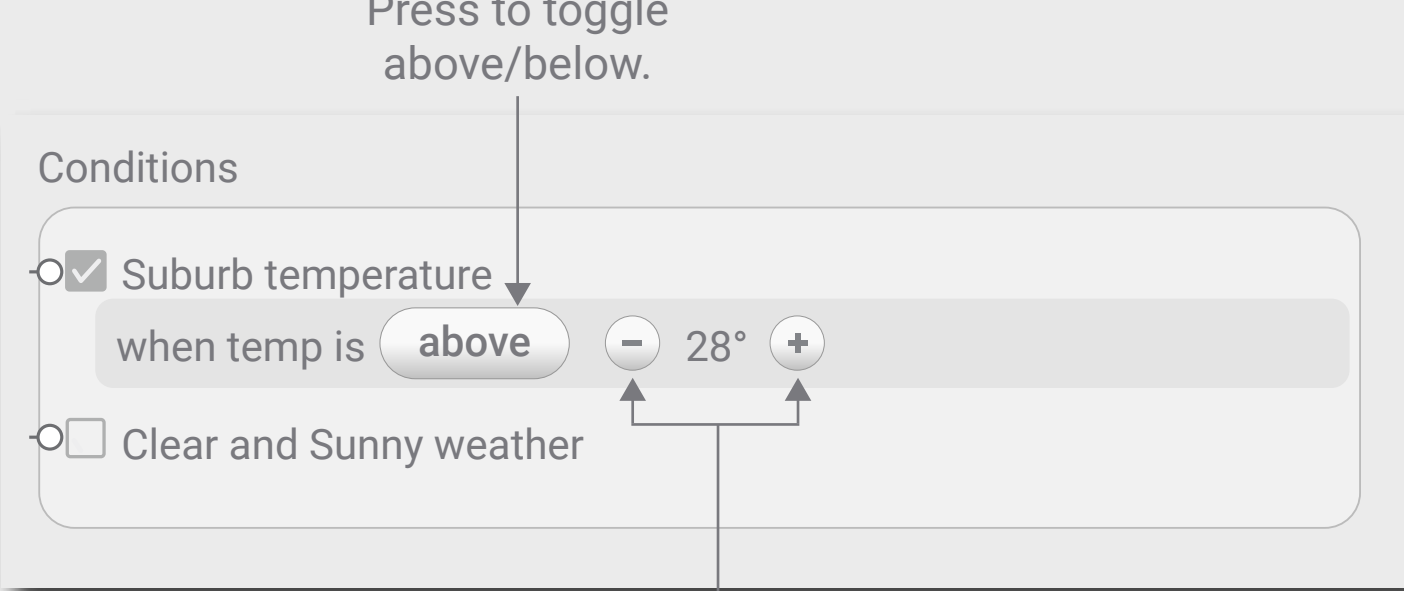 Press to toggle
above/below.
Conditions
Suburb temperature
when temp is above − 28° +
Clear and Sunny weather